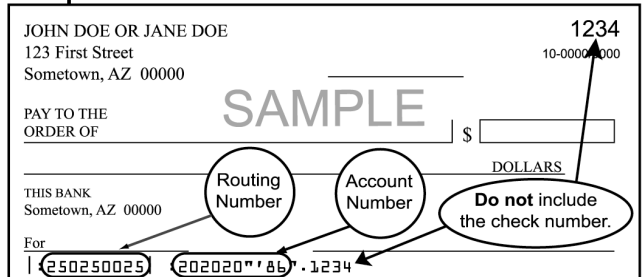 JOHN DOE OR JANE DOE
1234
123 First Street
10-0000/0000
Sometown, AZ 00000
SAMPLE
PAY TO THE
ORDER OF
$
DOLLARS
THIS BANK
Sometown, AZ 00000
Routing
Number
Account
Number
Do not include
the check number.
For
250250025
202020"'86".1234